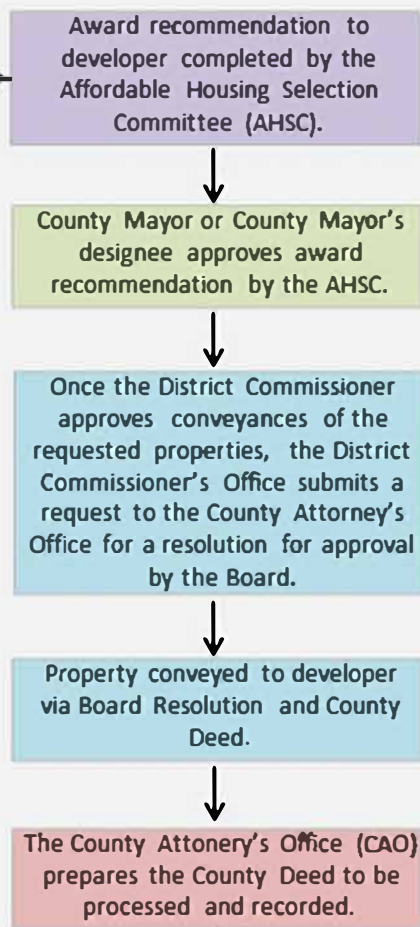 Award recommendation to
developer completed by the
Affordable Housing Selection
Committee (AHSC).
County Mayor or County Mayor's
designee approves award
recommendation by the AHSC.
Once the District Commissioner
approves conveyances of the
requested properties, the District
Commissioner's Office submits a
request to the County Attorney's
Office for a resolution for approval
by the Board.
Property conveyed to developer
via Board Resolution and County
Deed.
The County Attonery's Office (CAO)
prepares the County Deed to be
processed and recorded.